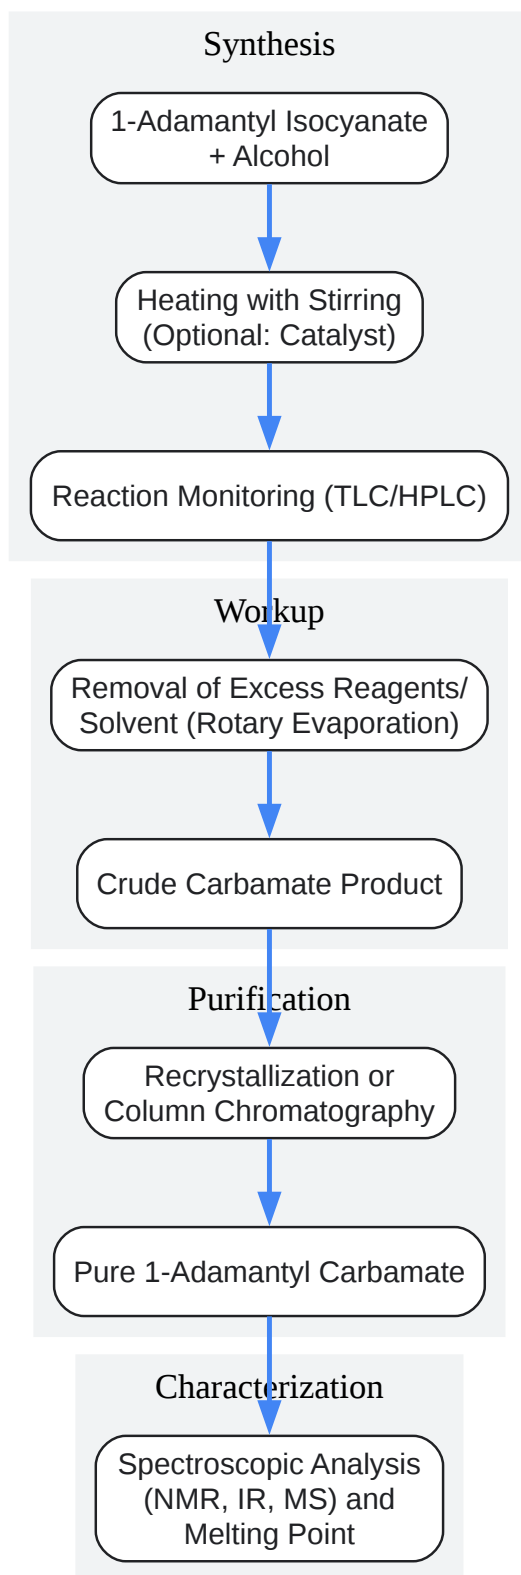 Synthesis
1-Adamantyl Isocyanate
+ Alcohol
Heating with Stirring
(Optional: Catalyst)
Reaction Monitoring (TLC/HPLC)
Workup
Removal of Excess Reagents/
Solvent (Rotary Evaporation)
Crude Carbamate Product
Purification
Recrystallization or
Column Chromatography
Pure 1-Adamantyl Carbamate
Characterization
Spectroscopic Analysis
(NMR, IR, MS) and
Melting Point